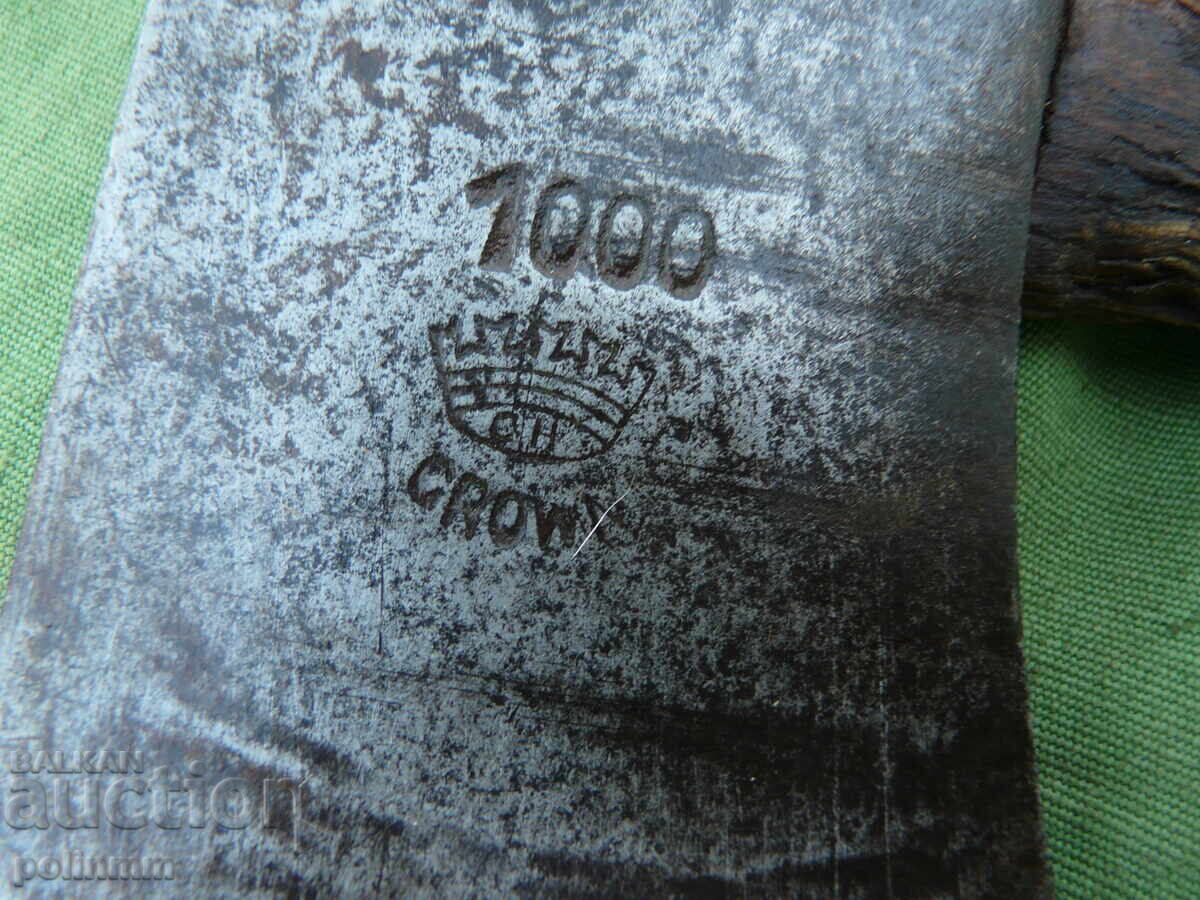 1000
C.H.
CROWN
BALKAN
auction
polinmm